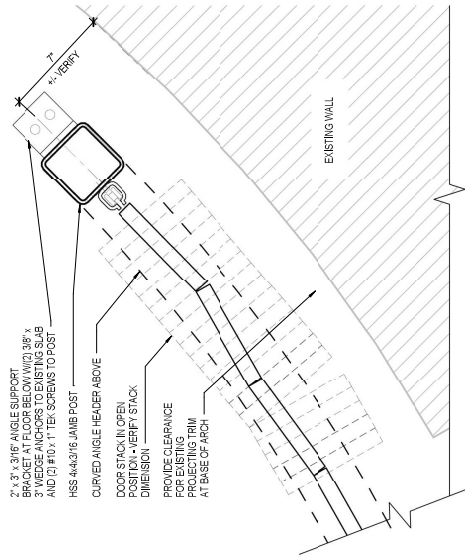 2" x 3" x 3/16" ANGLE SUPPORT
BRACKET AT FLOOR BELOW W/(2) 3/8" x
3" WEDGE ANCHORS TO EXISTING SLAB
AND (2) #10 x 1" TEK SCREWS TO POST
HSS 4x4x3/16 JAMB POST
CURVED ANGLE HEADER ABOVE
DOOR STACK IN OPEN
POSITION - VERIFY STACK
DIMENSION
PROVIDE CLEARANCE
FOR EXISTING
PROJECTING TRIM
AT BASE OF ARCH
7"
+/- VERIFY
EXISTING WALL